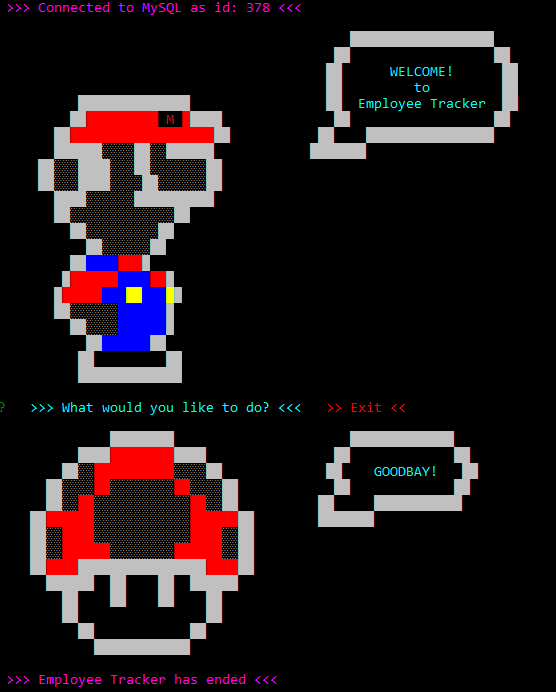 >>> Connected to MySQL as id: 378 <<<
WELCOME!
to
Employee Tracker
M
? >>> What would you like to do? <<< >> Exit <<
GOODBAY!
>>> Employee Tracker has ended <<<